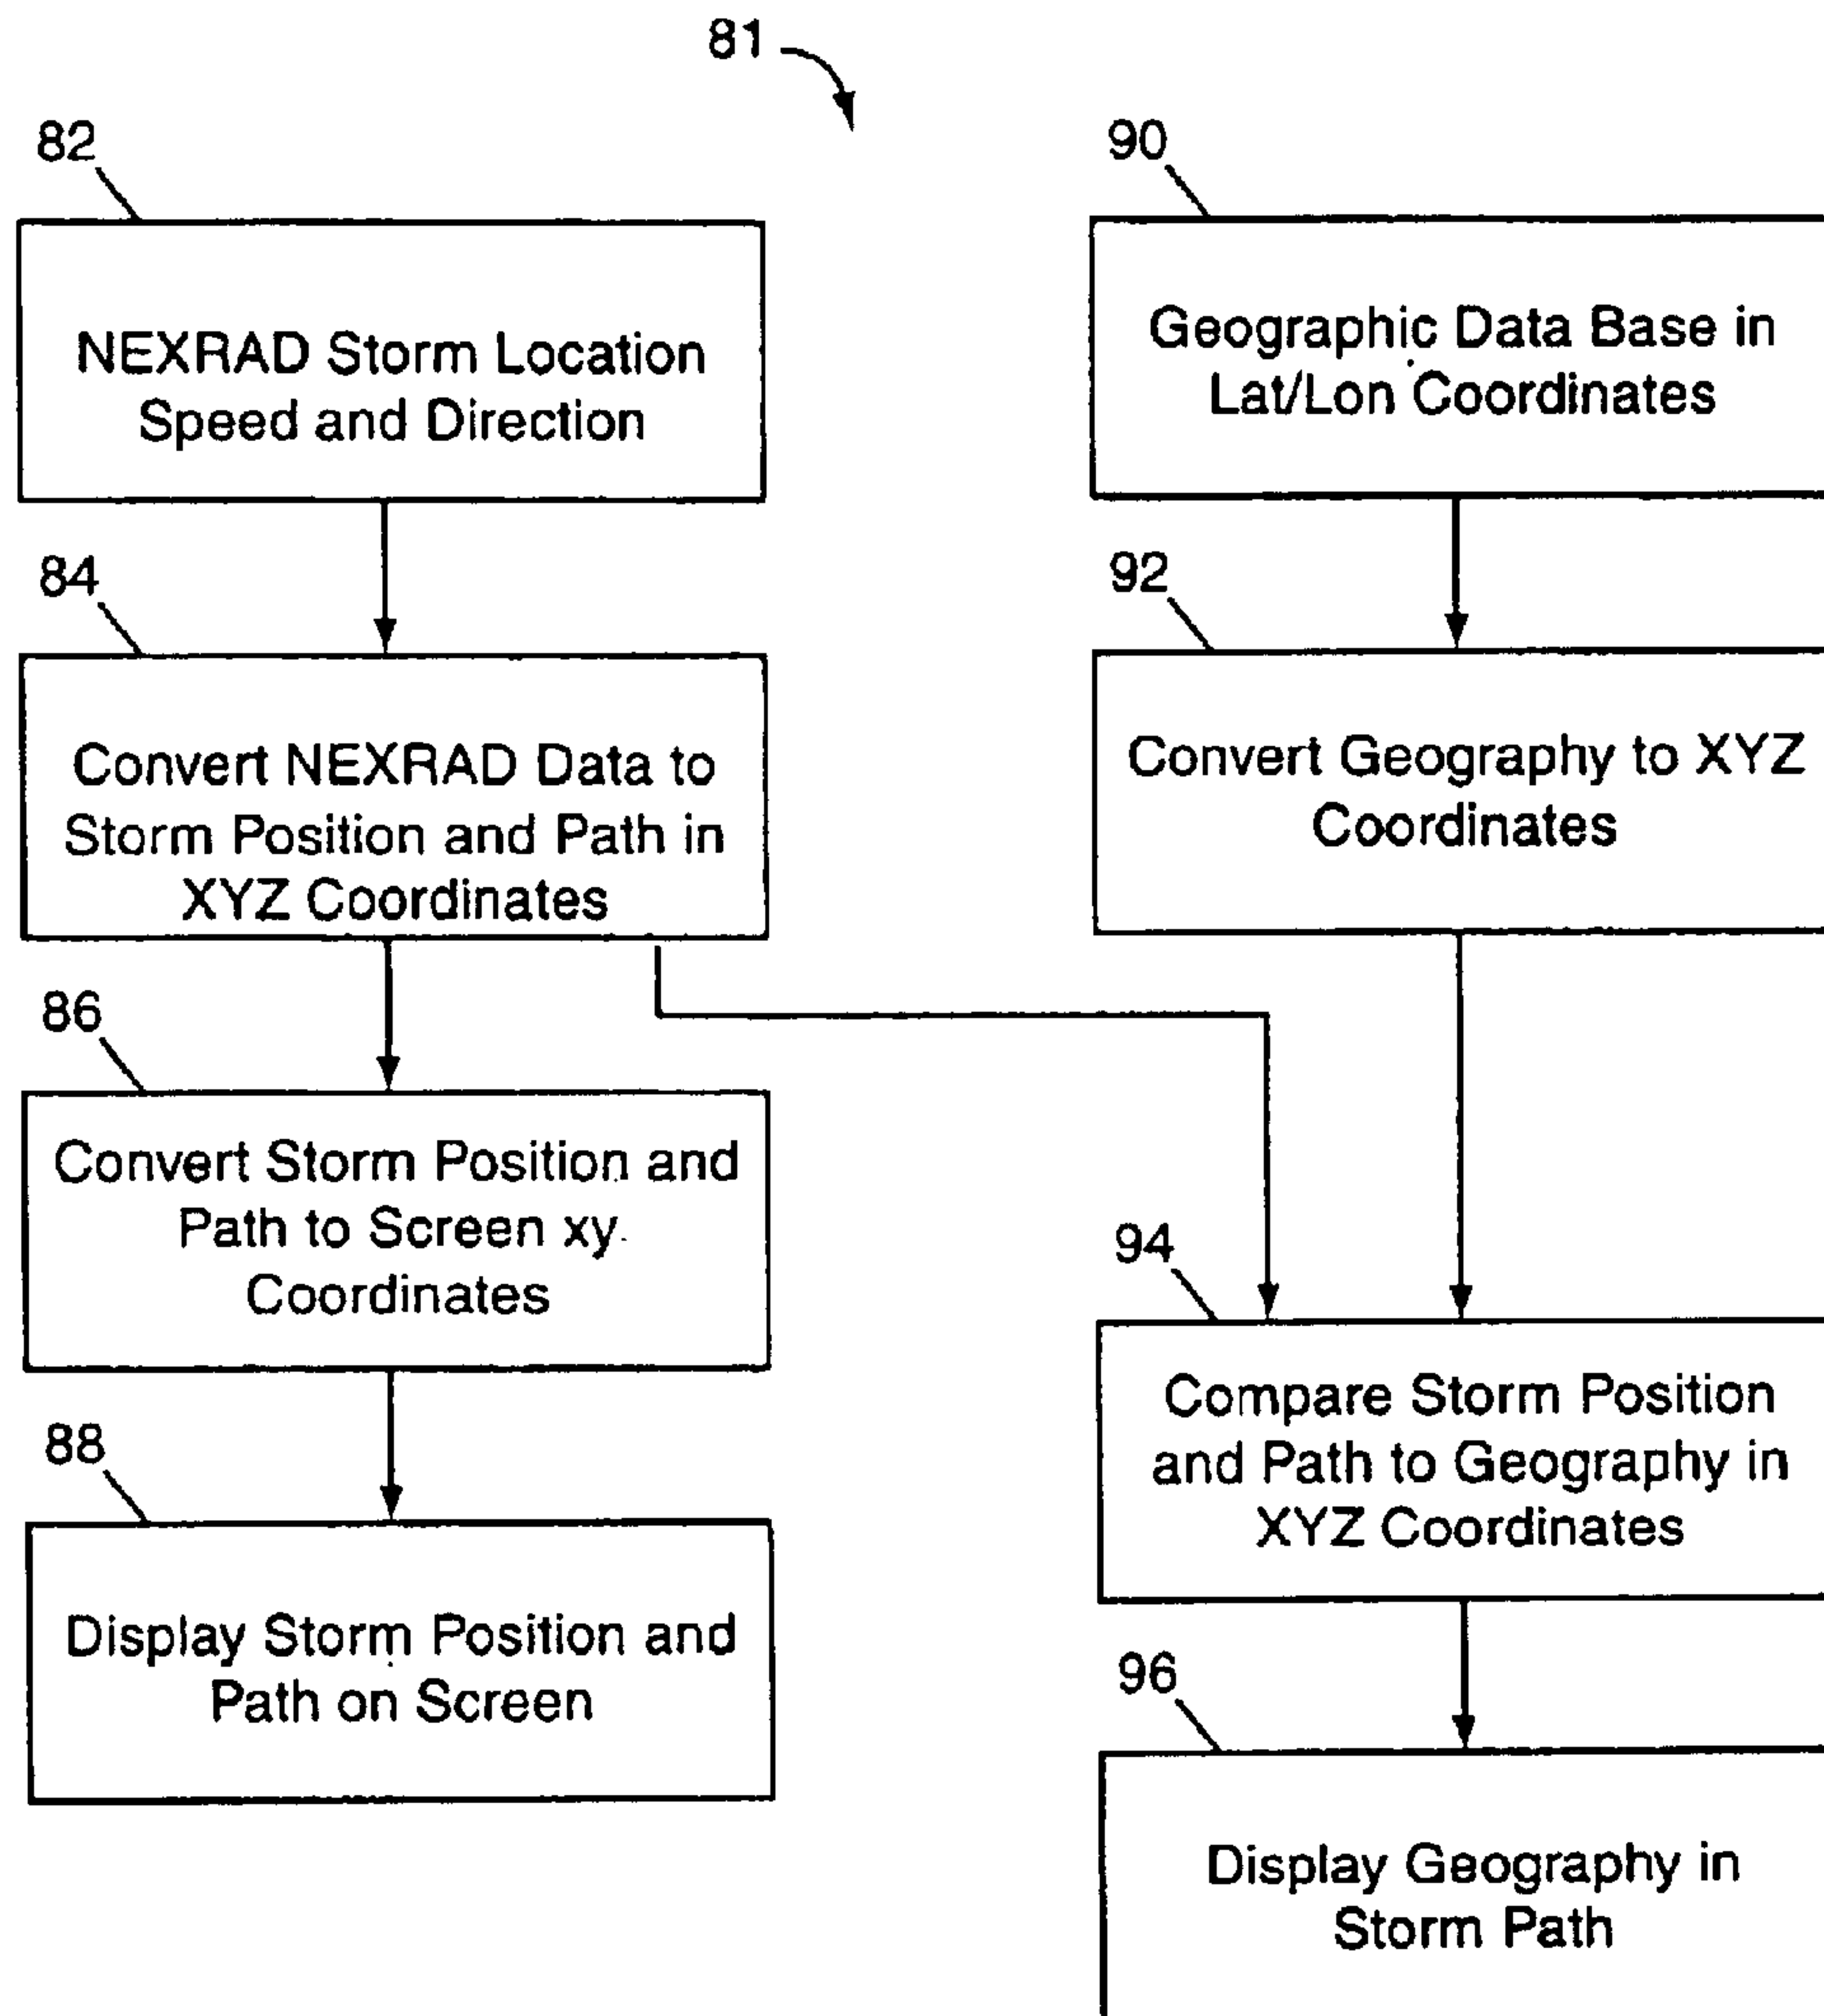 81
82
NEXRAD Storm Location
Speed and Direction
84
Convert NEXRAD Data to
Storm Position and Path in
XYZ Coordinates
86
Convert Storm Position and
Path to Screen xy
Coordinates
88
Display Storm Position and
Path on Screen
90
Geographic Data Base in
Lat/Lon Coordinates
92
Convert Geography to XYZ
Coordinates
94
Compare Storm Position
and Path to Geography in
XYZ Coordinates
96
Display Geography in
Storm Path